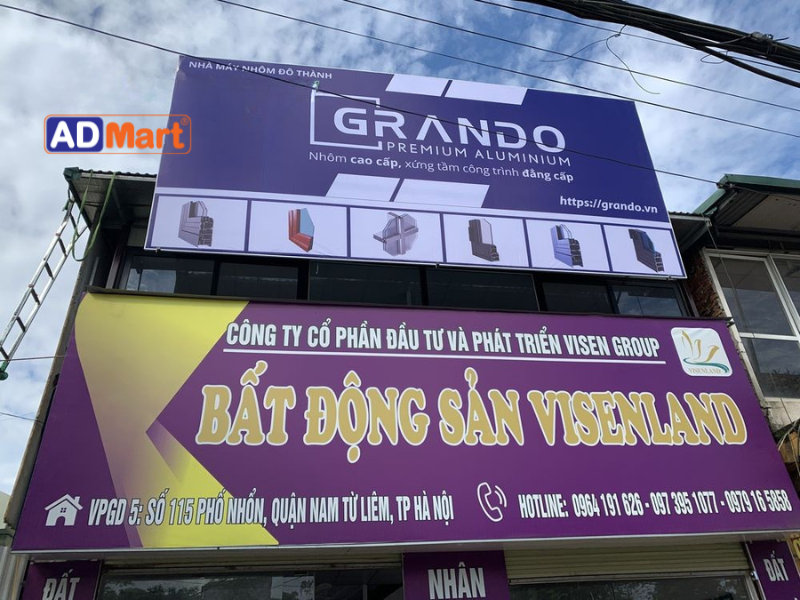 NHÀ MÁY NHÔM ĐÔ THÀNH
ADMart®
GRANDO
PREMIUM ALUMINIUM
Nhôm cao cấp, xứng tầm công trình đẳng cấp
https://grando.vn
CÔNG TY CỔ PHẦN ĐẦU TƯ VÀ PHÁT TRIỂN VISEN GROUP
VISENLAND
BẤT ĐỘNG SẢN VISENLAND
VPGD 5: SỐ 115 PHỐ NHỔN, QUẬN NAM TỪ LIÊM, TP HÀ NỘI
HOTLINE: 0964 191 626 - 097 395 1077 - 0979 16 5858
ĐẤT
NHÂN
ĐẤT